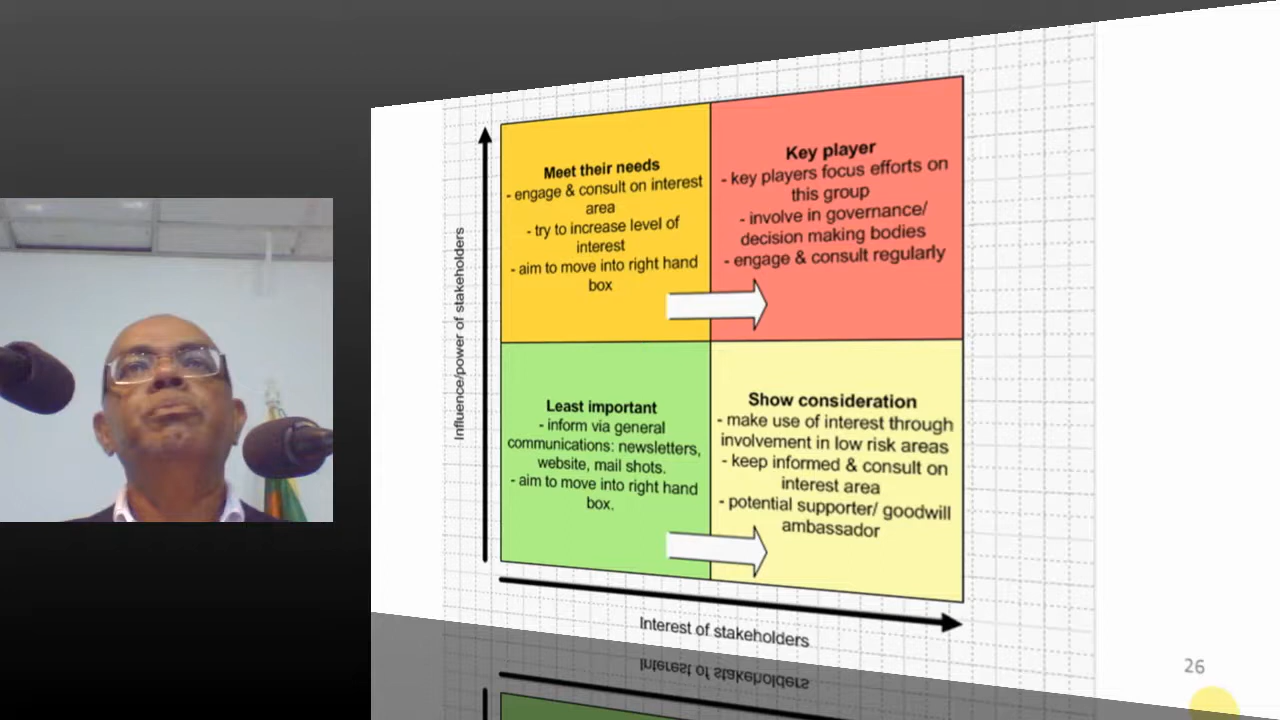 Influence/power of stakeholders
Meet their needs
- engage & consult on interest
area
- try to increase level of
interest
- aim to move into right hand
box
Key player
- key players focus efforts on
this group
- involve in governance/
decision making bodies
- engage & consult regularly
Least important
- inform via general
communications: newsletters,
website, mail shots.
- aim to move into right hand
box.
Show consideration
- make use of interest through
involvement in low risk areas
- keep informed & consult on
interest area
- potential supporter/ goodwill
ambassador
Interest of stakeholders
Interest of stakeholders
26